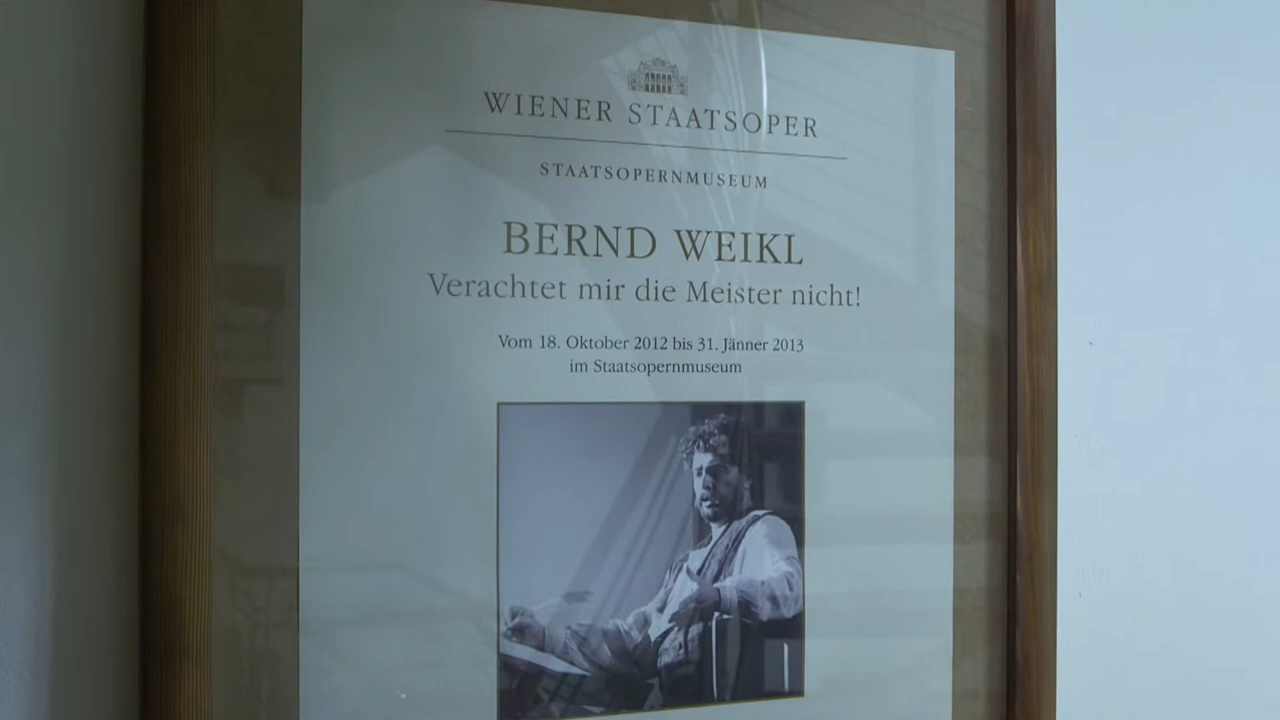 WIENER STAATSOPER
STAATSOPERNMUSEUM
BERND WEIKL
Verachtet mir die Meister nicht!
Vom 18. Oktober 2012 bis 31. Jänner 2013
im Staatsopernmuseum